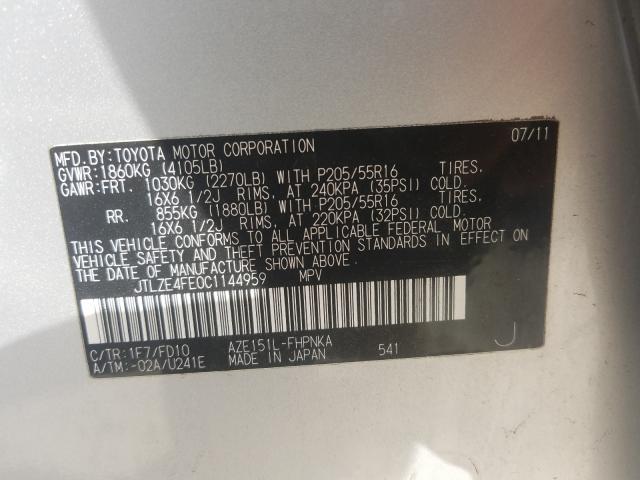 MFD.BY:TOYOTA MOTOR CORPORATION 07/11
GVWR:1860KG (4105LB)
GAWR:FRT. 1030KG (2270LB) WITH P205/55R16 TIRES,
16X6 1/2J RIMS, AT 240KPA (35PSI) COLD.
RR. 855KG (1880LB) WITH P205/55R16 TIRES,
16X6 1/2J RIMS, AT 220KPA (32PSI) COLD.
THIS VEHICLE CONFORMS TO ALL APPLICABLE FEDERAL MOTOR
VEHICLE SAFETY AND THEFT PREVENTION STANDARDS IN EFFECT ON
THE DATE OF MANUFACTURE SHOWN ABOVE.
JTLZE4FE0C1144959 MPV
C/TR:1F7/FD10 AZE151L-FHPNKA
A/TM:-02A/U241E MADE IN JAPAN 541
J